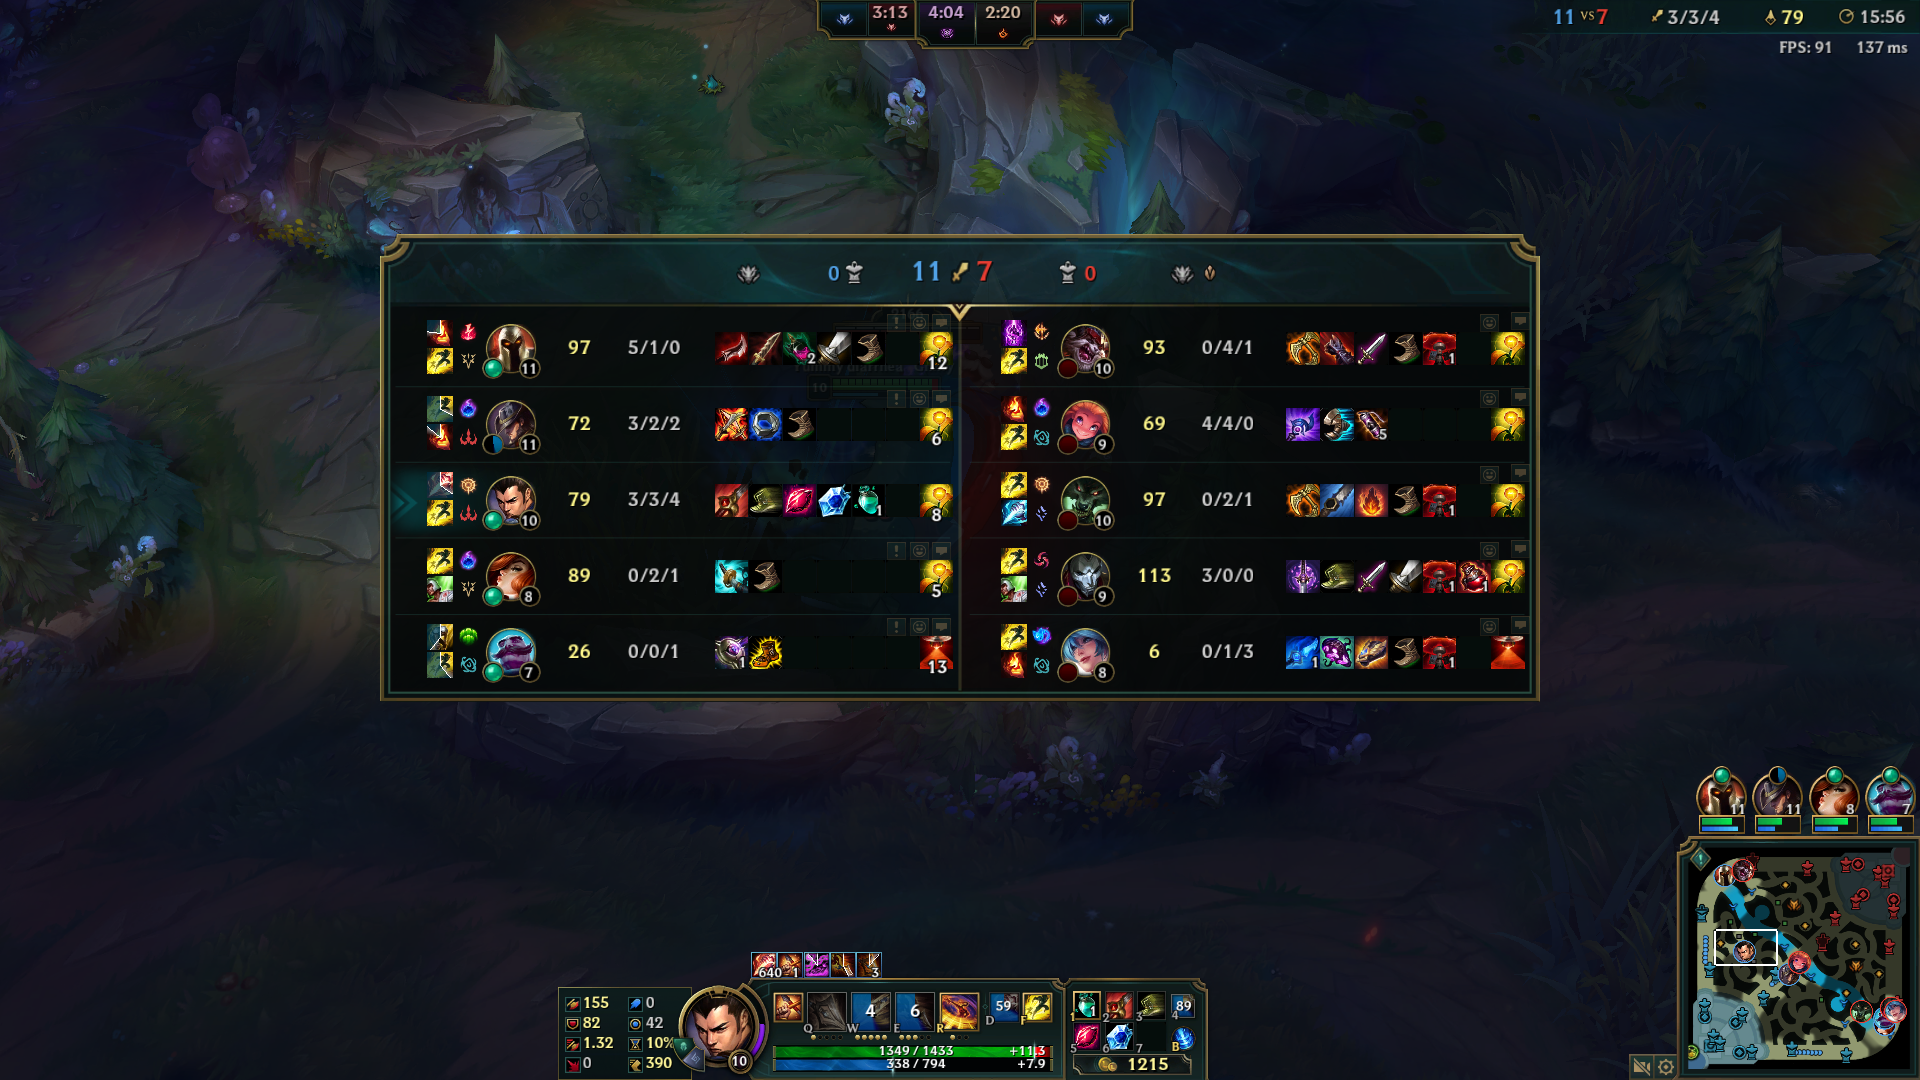 3:13 4:04 2:20
11 vs 7 3/3/4 79 15:56
FPS: 91 137 ms
0 11 7 0
11 97 5/1/0 2 12
10 93 0/4/1 1
11 72 3/2/2 6
9 69 4/4/0 5
10 79 3/3/4 1 8
10 97 0/2/1 1
8 89 0/2/1 5
9 113 3/0/0 1 1
7 26 0/0/1 13
8 6 0/1/3 1 1
11 11 8 7
640 1 3
155 0
82 42
1.32 10%
0 390
10
Q W 4 E 6 R D 59 F
1349 / 1433 +11.3
338 / 794 +7.9
1 1 2 3 4 89
5 6 7 B
1215